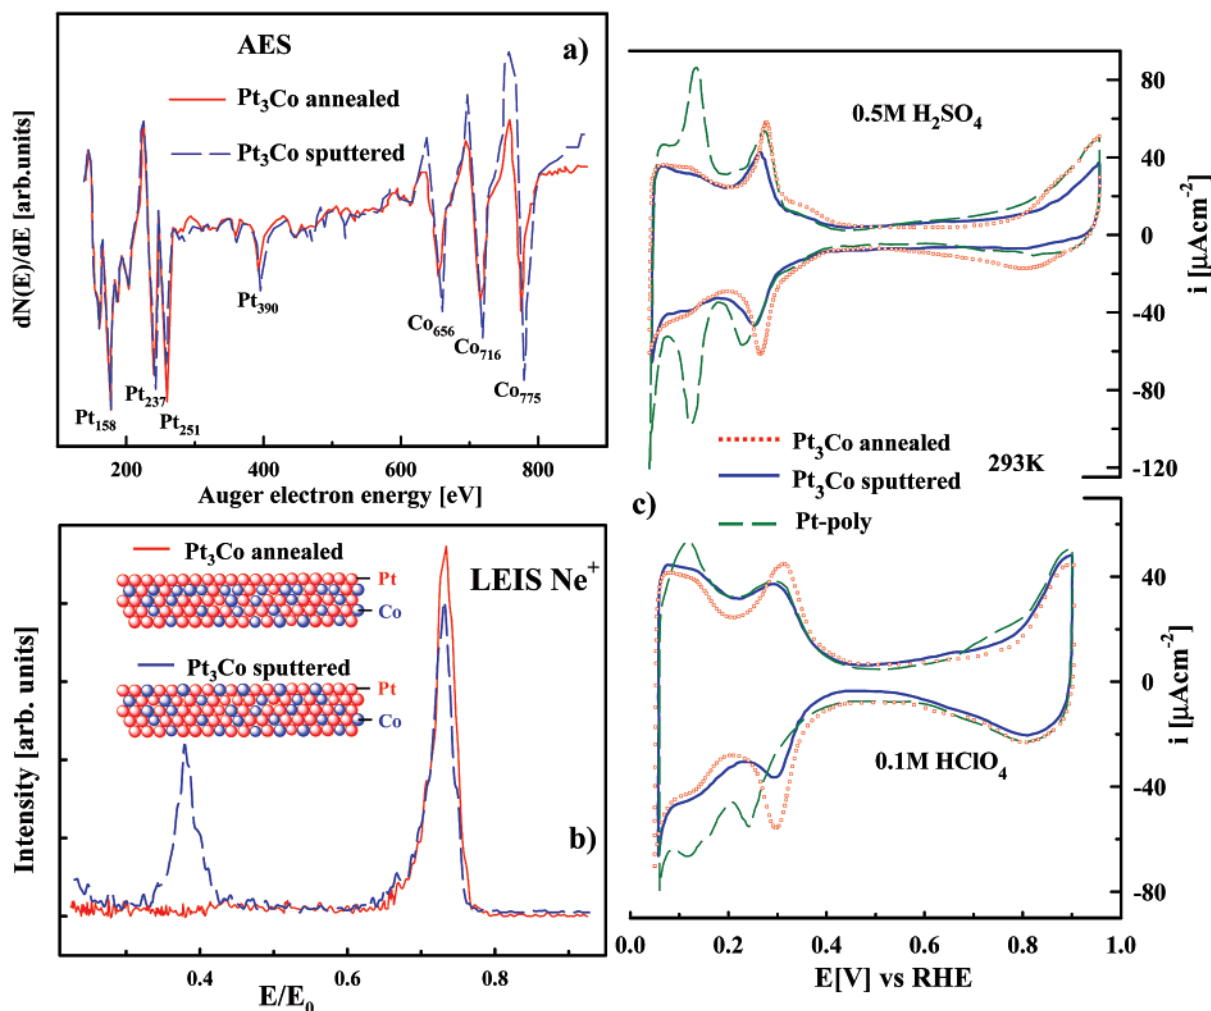 AES
a)
Pt₃Co annealed
Pt₃Co sputtered
dN(E)/dE [arb.units]
Pt₁₅₈
Pt₂₃₇
Pt₂₅₁
Pt₃₉₀
Co₆₅₆
Co₇₁₆
Co₇₇₅
200 400 600 800
Auger electron energy [eV]
Pt₃Co annealed
LEIS Ne⁺
Pt
Co
Pt₃Co sputtered
Pt
Co
b)
Intensity [arb. units]
0.4 0.6 0.8
E/E₀
0.5M H₂SO₄
80
40
0
-40
-80
-120
i [µAcm⁻²]
Pt₃Co annealed
293K
Pt₃Co sputtered
c)
Pt-poly
40
0
-40
-80
i [µAcm⁻²]
0.1M HClO₄
0.0 0.2 0.4 0.6 0.8 1.0
E[V] vs RHE